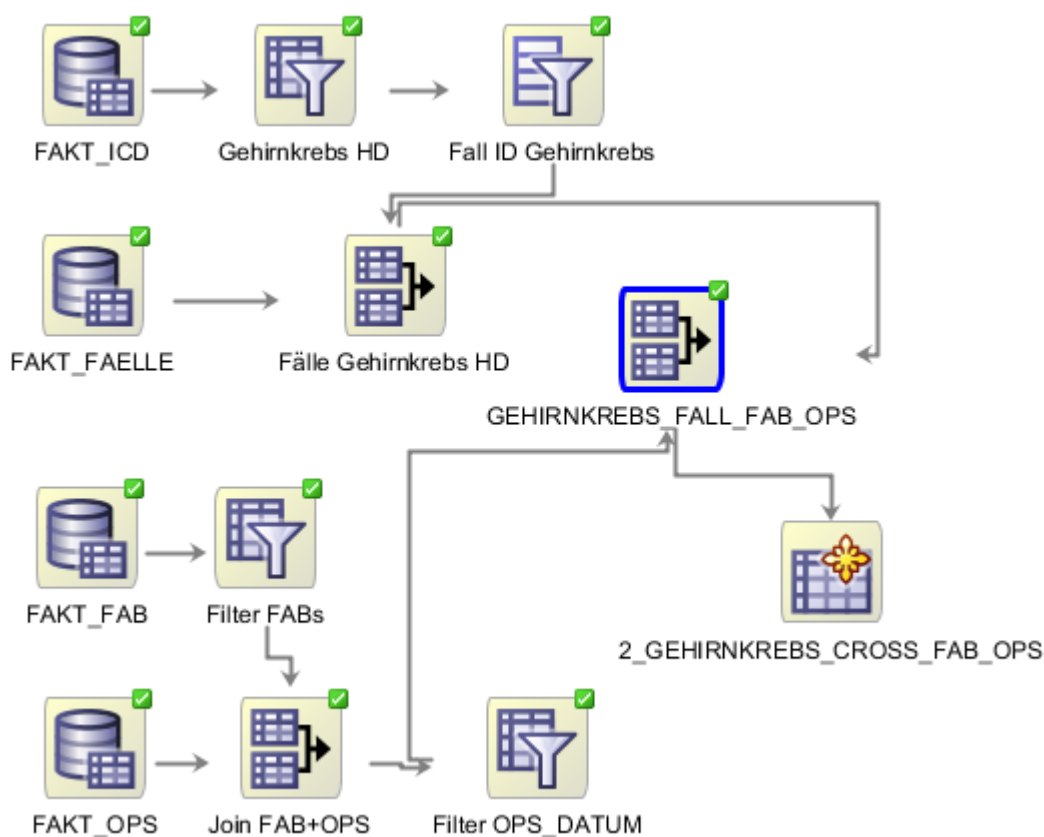 FAKT_ICD
Gehirnkrebs HD
Fall ID Gehirnkrebs
FAKT_FAELLE
Fälle Gehirnkrebs HD
GEHIRNKREBS_FALL_FAB_OPS
FAKT_FAB
Filter FABs
2_GEHIRNKREBS_CROSS_FAB_OPS
FAKT_OPS
Join FAB+OPS
Filter OPS_DATUM